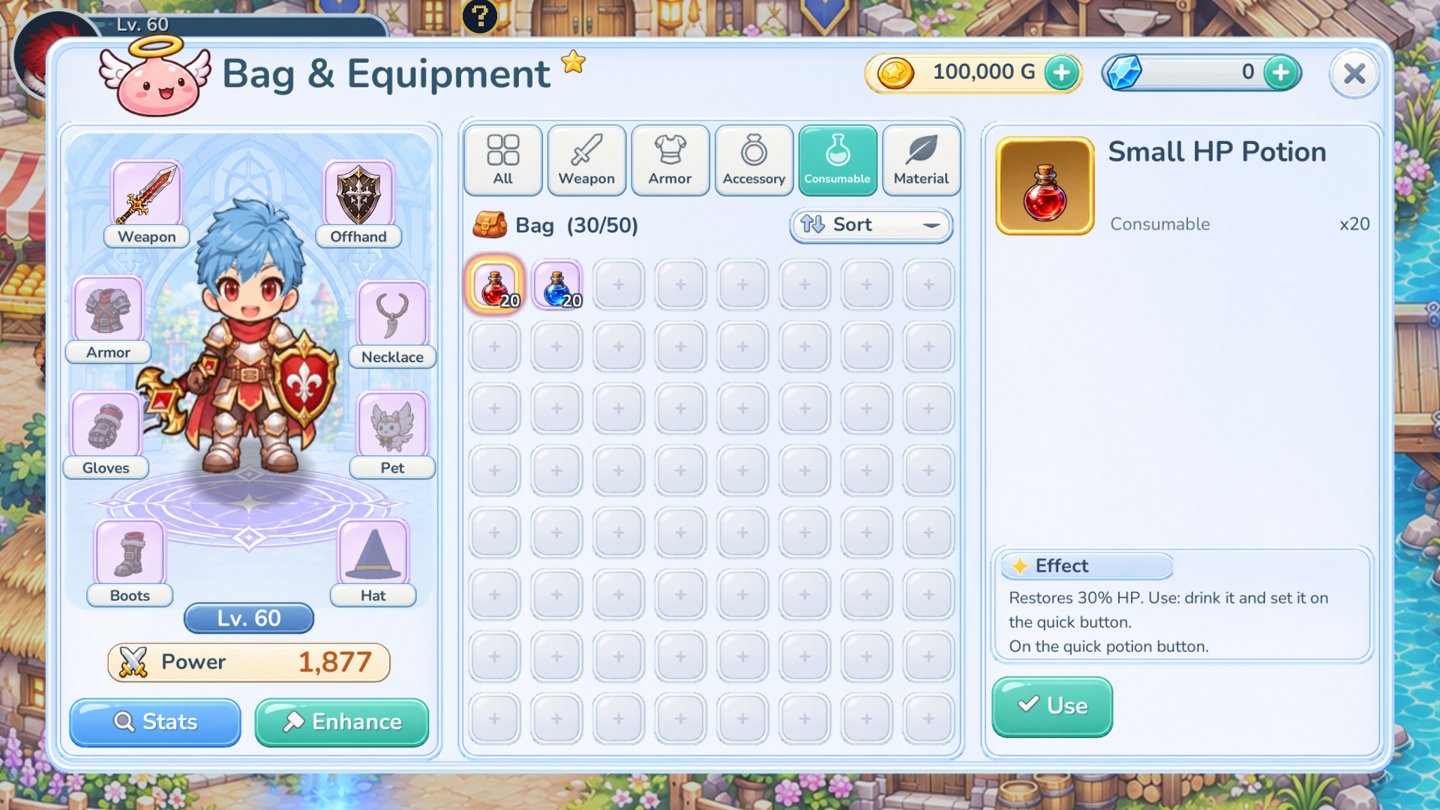 Lv. 60
?
Bag & Equipment
100,000 G
0
Weapon
Offhand
Armor
Necklace
Gloves
Pet
Boots
Hat
Lv. 60
Power 1,877
Stats
Enhance
All
Weapon
Armor
Accessory
Consumable
Material
Bag (30/50)
Sort
20
20
Small HP Potion
Consumable x20
Effect
Restores 30% HP. Use: drink it and set it on
the quick button.
On the quick potion button.
Use